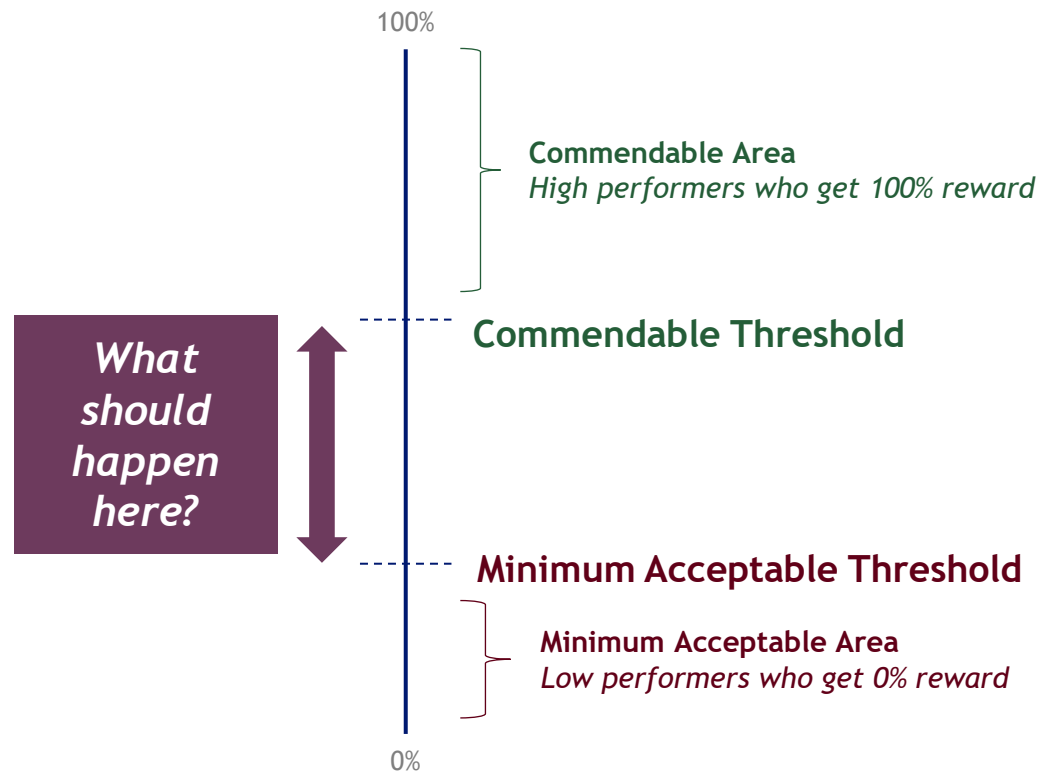 100%
Commendable Area
High performers who get 100% reward
Commendable Threshold
What
should
happen
here?
Minimum Acceptable Threshold
Minimum Acceptable Area
Low performers who get 0% reward
0%